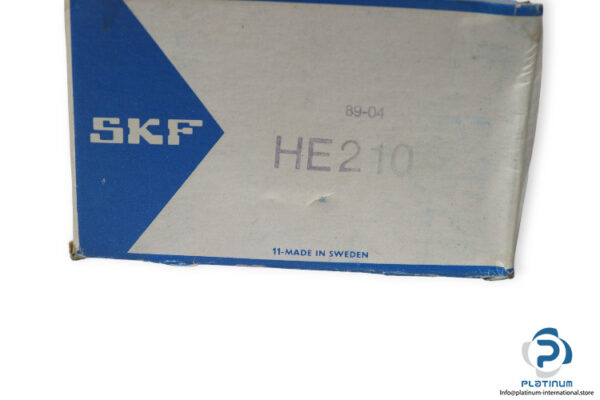 89-04
SKF
HE210
11-MADE IN SWEDEN
PLATINUM
Info@platinum-international.store